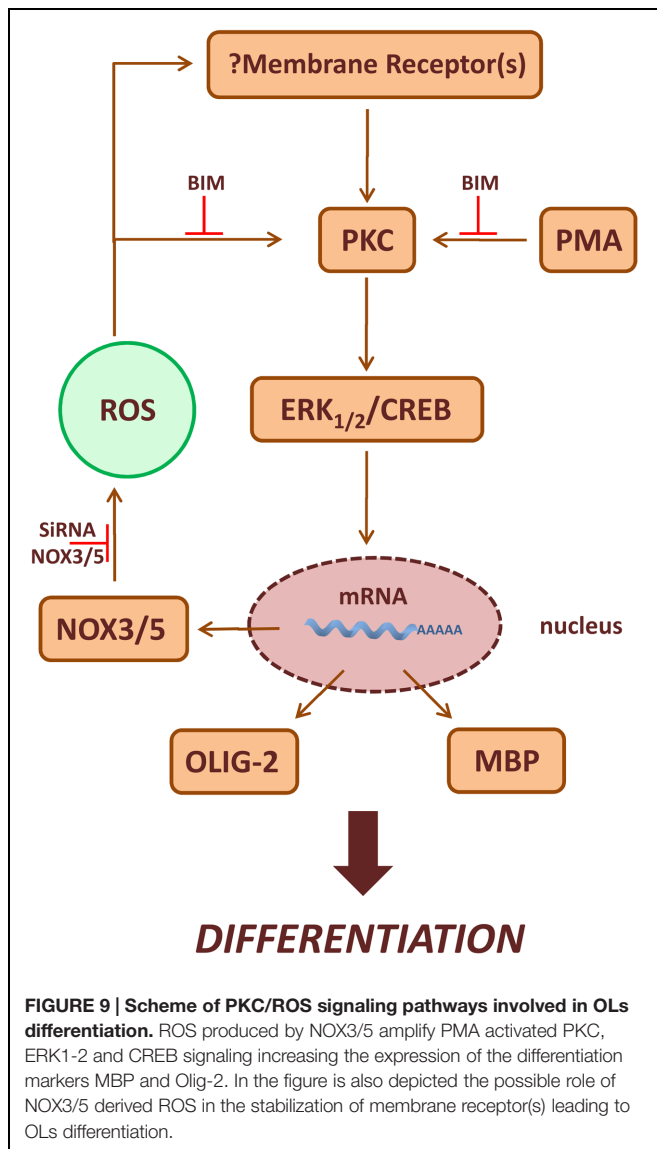 ?Membrane Receptor(s)
BIM
BIM
PKC
PMA
ROS
ERK1/2/CREB
SiRNA
NOX3/5
mRNA
AAAAA
nucleus
NOX3/5
OLIG-2
MBP
DIFFERENTIATION
FIGURE 9 | Scheme of PKC/ROS signaling pathways involved in OLs
differentiation. ROS produced by NOX3/5 amplify PMA activated PKC,
ERK1-2 and CREB signaling increasing the expression of the differentiation
markers MBP and Olig-2. In the figure is also depicted the possible role of
NOX3/5 derived ROS in the stabilization of membrane receptor(s) leading to
OLs differentiation.